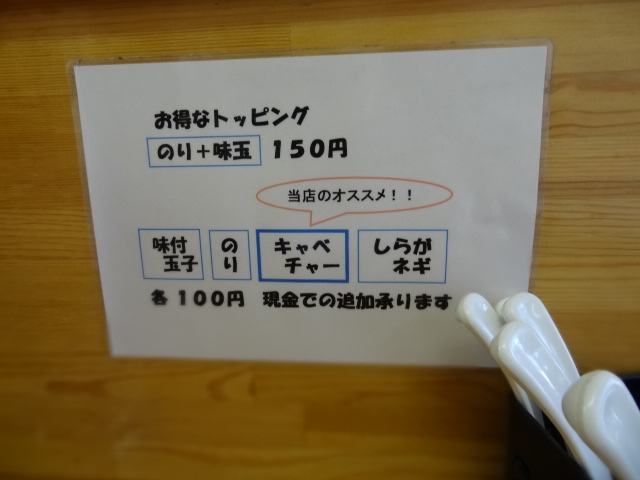 お得なトッピング
のり＋味玉 １５０円
当店のオススメ！！
味付玉子
のり
キャベチャー
しらがネギ
各１００円 現金での追加承ります